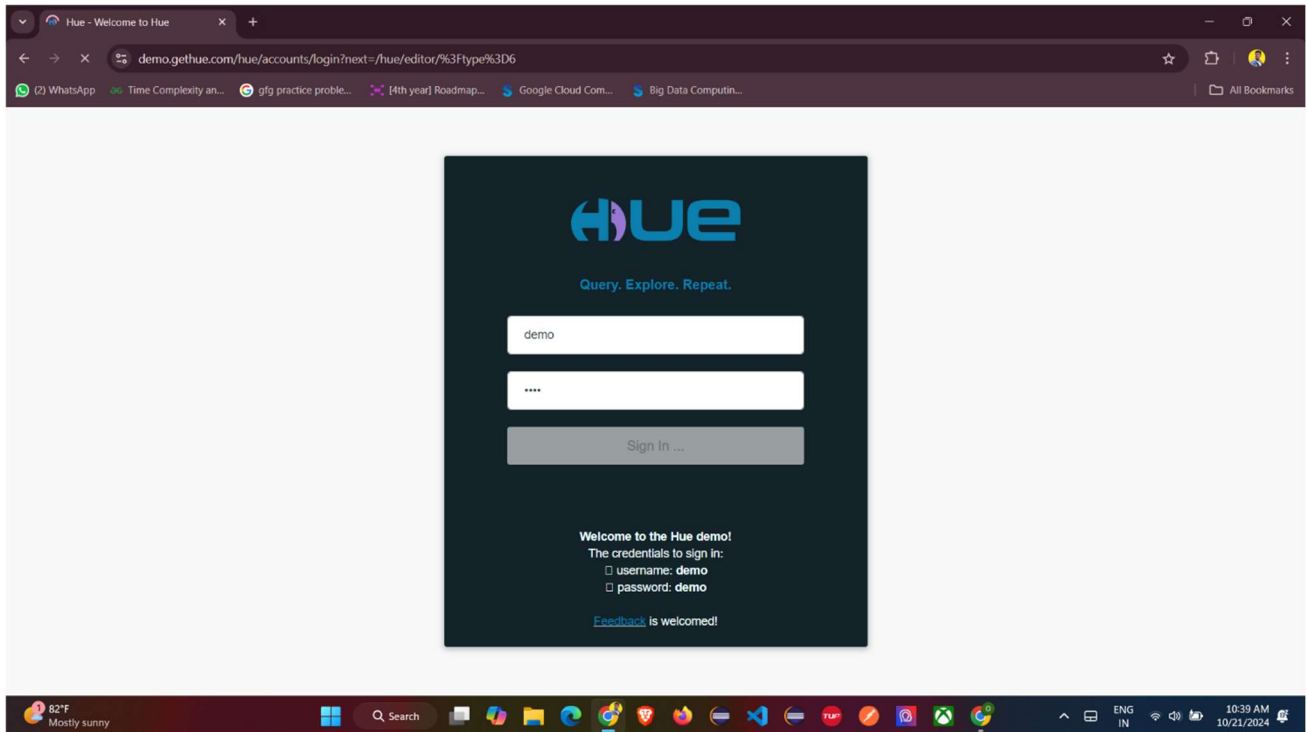 Hue - Welcome to Hue
demo.gethue.com/hue/accounts/login?next=/hue/editor/%3Ftype%3D6
(2) WhatsApp
Time Complexity an...
gfg practice proble...
[4th year] Roadmap...
Google Cloud Com...
Big Data Computin...
All Bookmarks
HUE
Query. Explore. Repeat.
demo
••••
Sign In ...
Welcome to the Hue demo!
The credentials to sign in:
username: demo
password: demo
Feedback is welcomed!
1
82°F
Mostly sunny
Search
TUF
ENG
IN
10:39 AM
10/21/2024